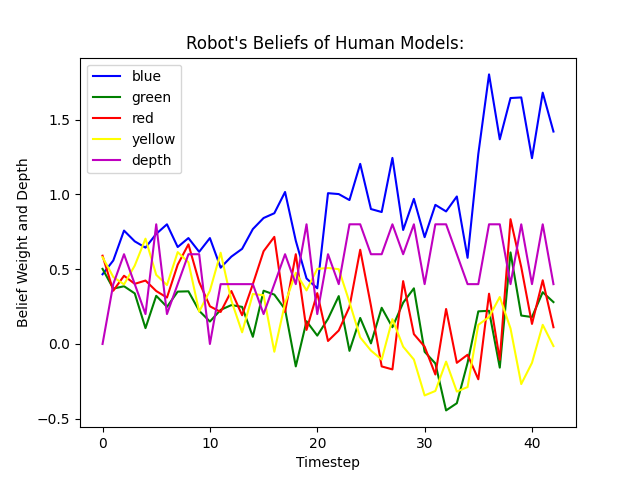 Robot's Beliefs of Human Models:
blue
green
red
yellow
depth
Belief Weight and Depth
1.5
1.0
0.5
0.0
−0.5
0
10
20
30
40
Timestep